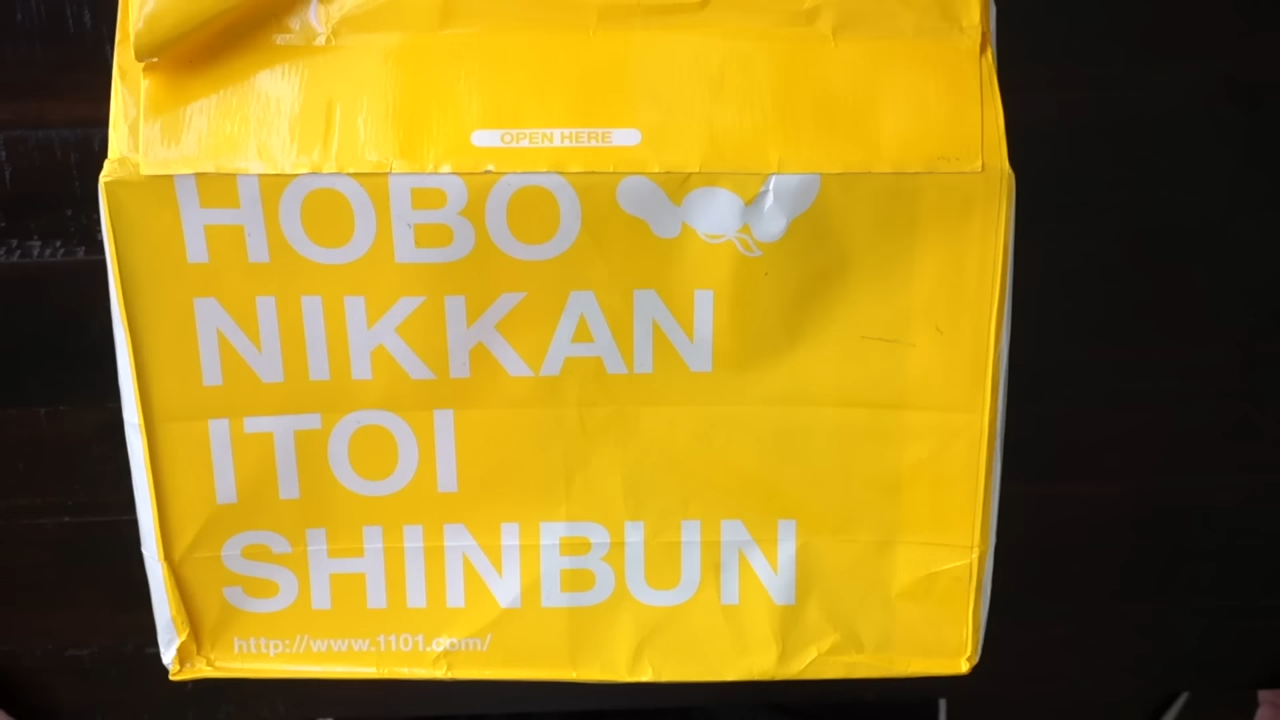 OPEN HERE
HOBO
NIKKAN
ITOI
SHINBUN
http://www.1101.com/